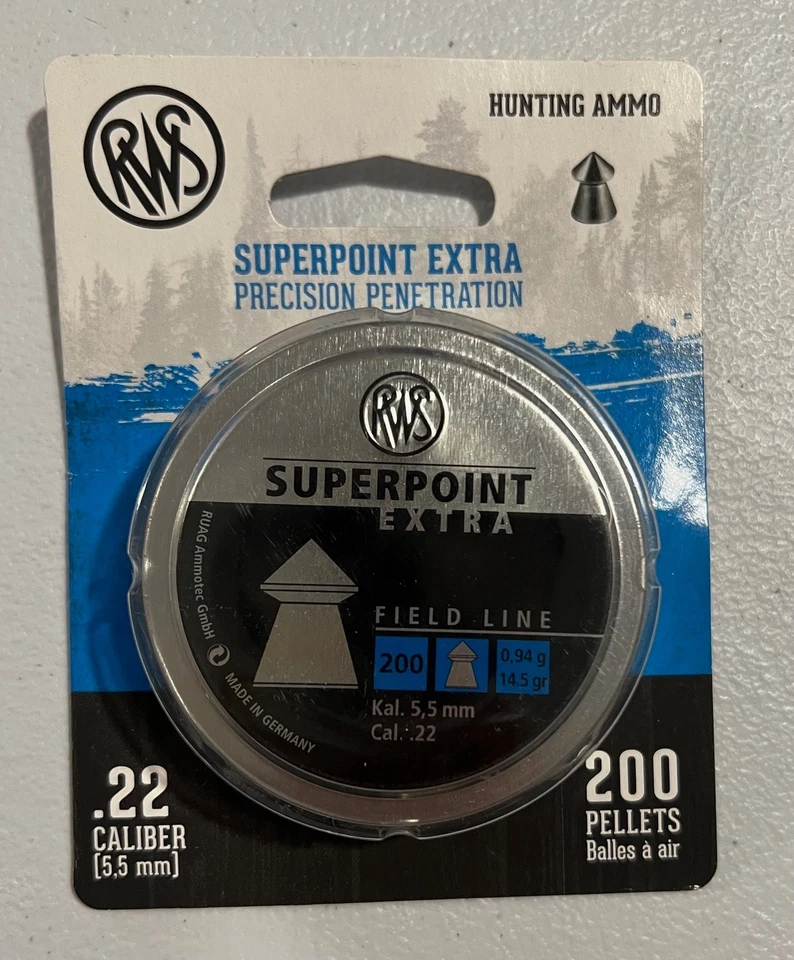 RWS
HUNTING AMMO
SUPERPOINT EXTRA
PRECISION PENETRATION
RWS
SUPERPOINT
EXTRA
RUAG Ammotec GmbH
MADE IN GERMANY
FIELD LINE
200
0,94 g
14.5 gr
Kal. 5,5 mm
Cal. .22
.22
CALIBER
[5,5 mm]
200
PELLETS
Balles à air